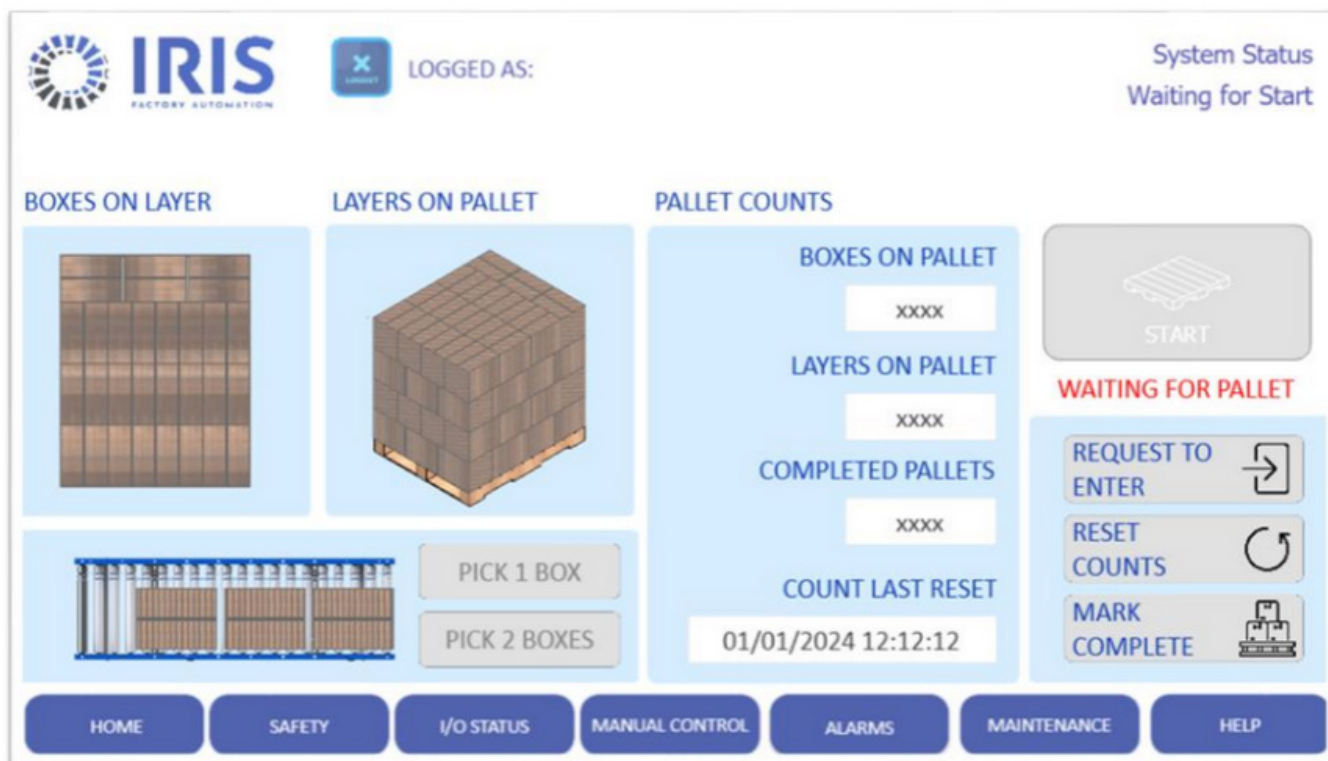 IRIS
FACTORY AUTOMATION
LOGOUT
LOGGED AS:
System Status
Waiting for Start
BOXES ON LAYER
LAYERS ON PALLET
PALLET COUNTS
BOXES ON PALLET
xxxx
LAYERS ON PALLET
xxxx
COMPLETED PALLETS
xxxx
COUNT LAST RESET
01/01/2024 12:12:12
START
WAITING FOR PALLET
REQUEST TO
ENTER
RESET
COUNTS
MARK
COMPLETE
PICK 1 BOX
PICK 2 BOXES
HOME
SAFETY
I/O STATUS
MANUAL CONTROL
ALARMS
MAINTENANCE
HELP